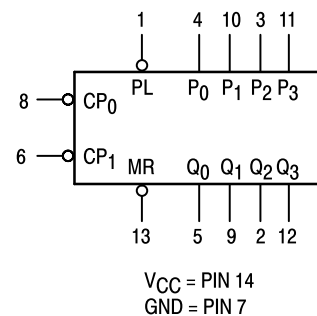 1 4 10 3 11
PL P0 P1 P2 P3
8 CP0
6 CP1
MR Q0 Q1 Q2 Q3
13 5 9 2 12
VCC = PIN 14
GND = PIN 7